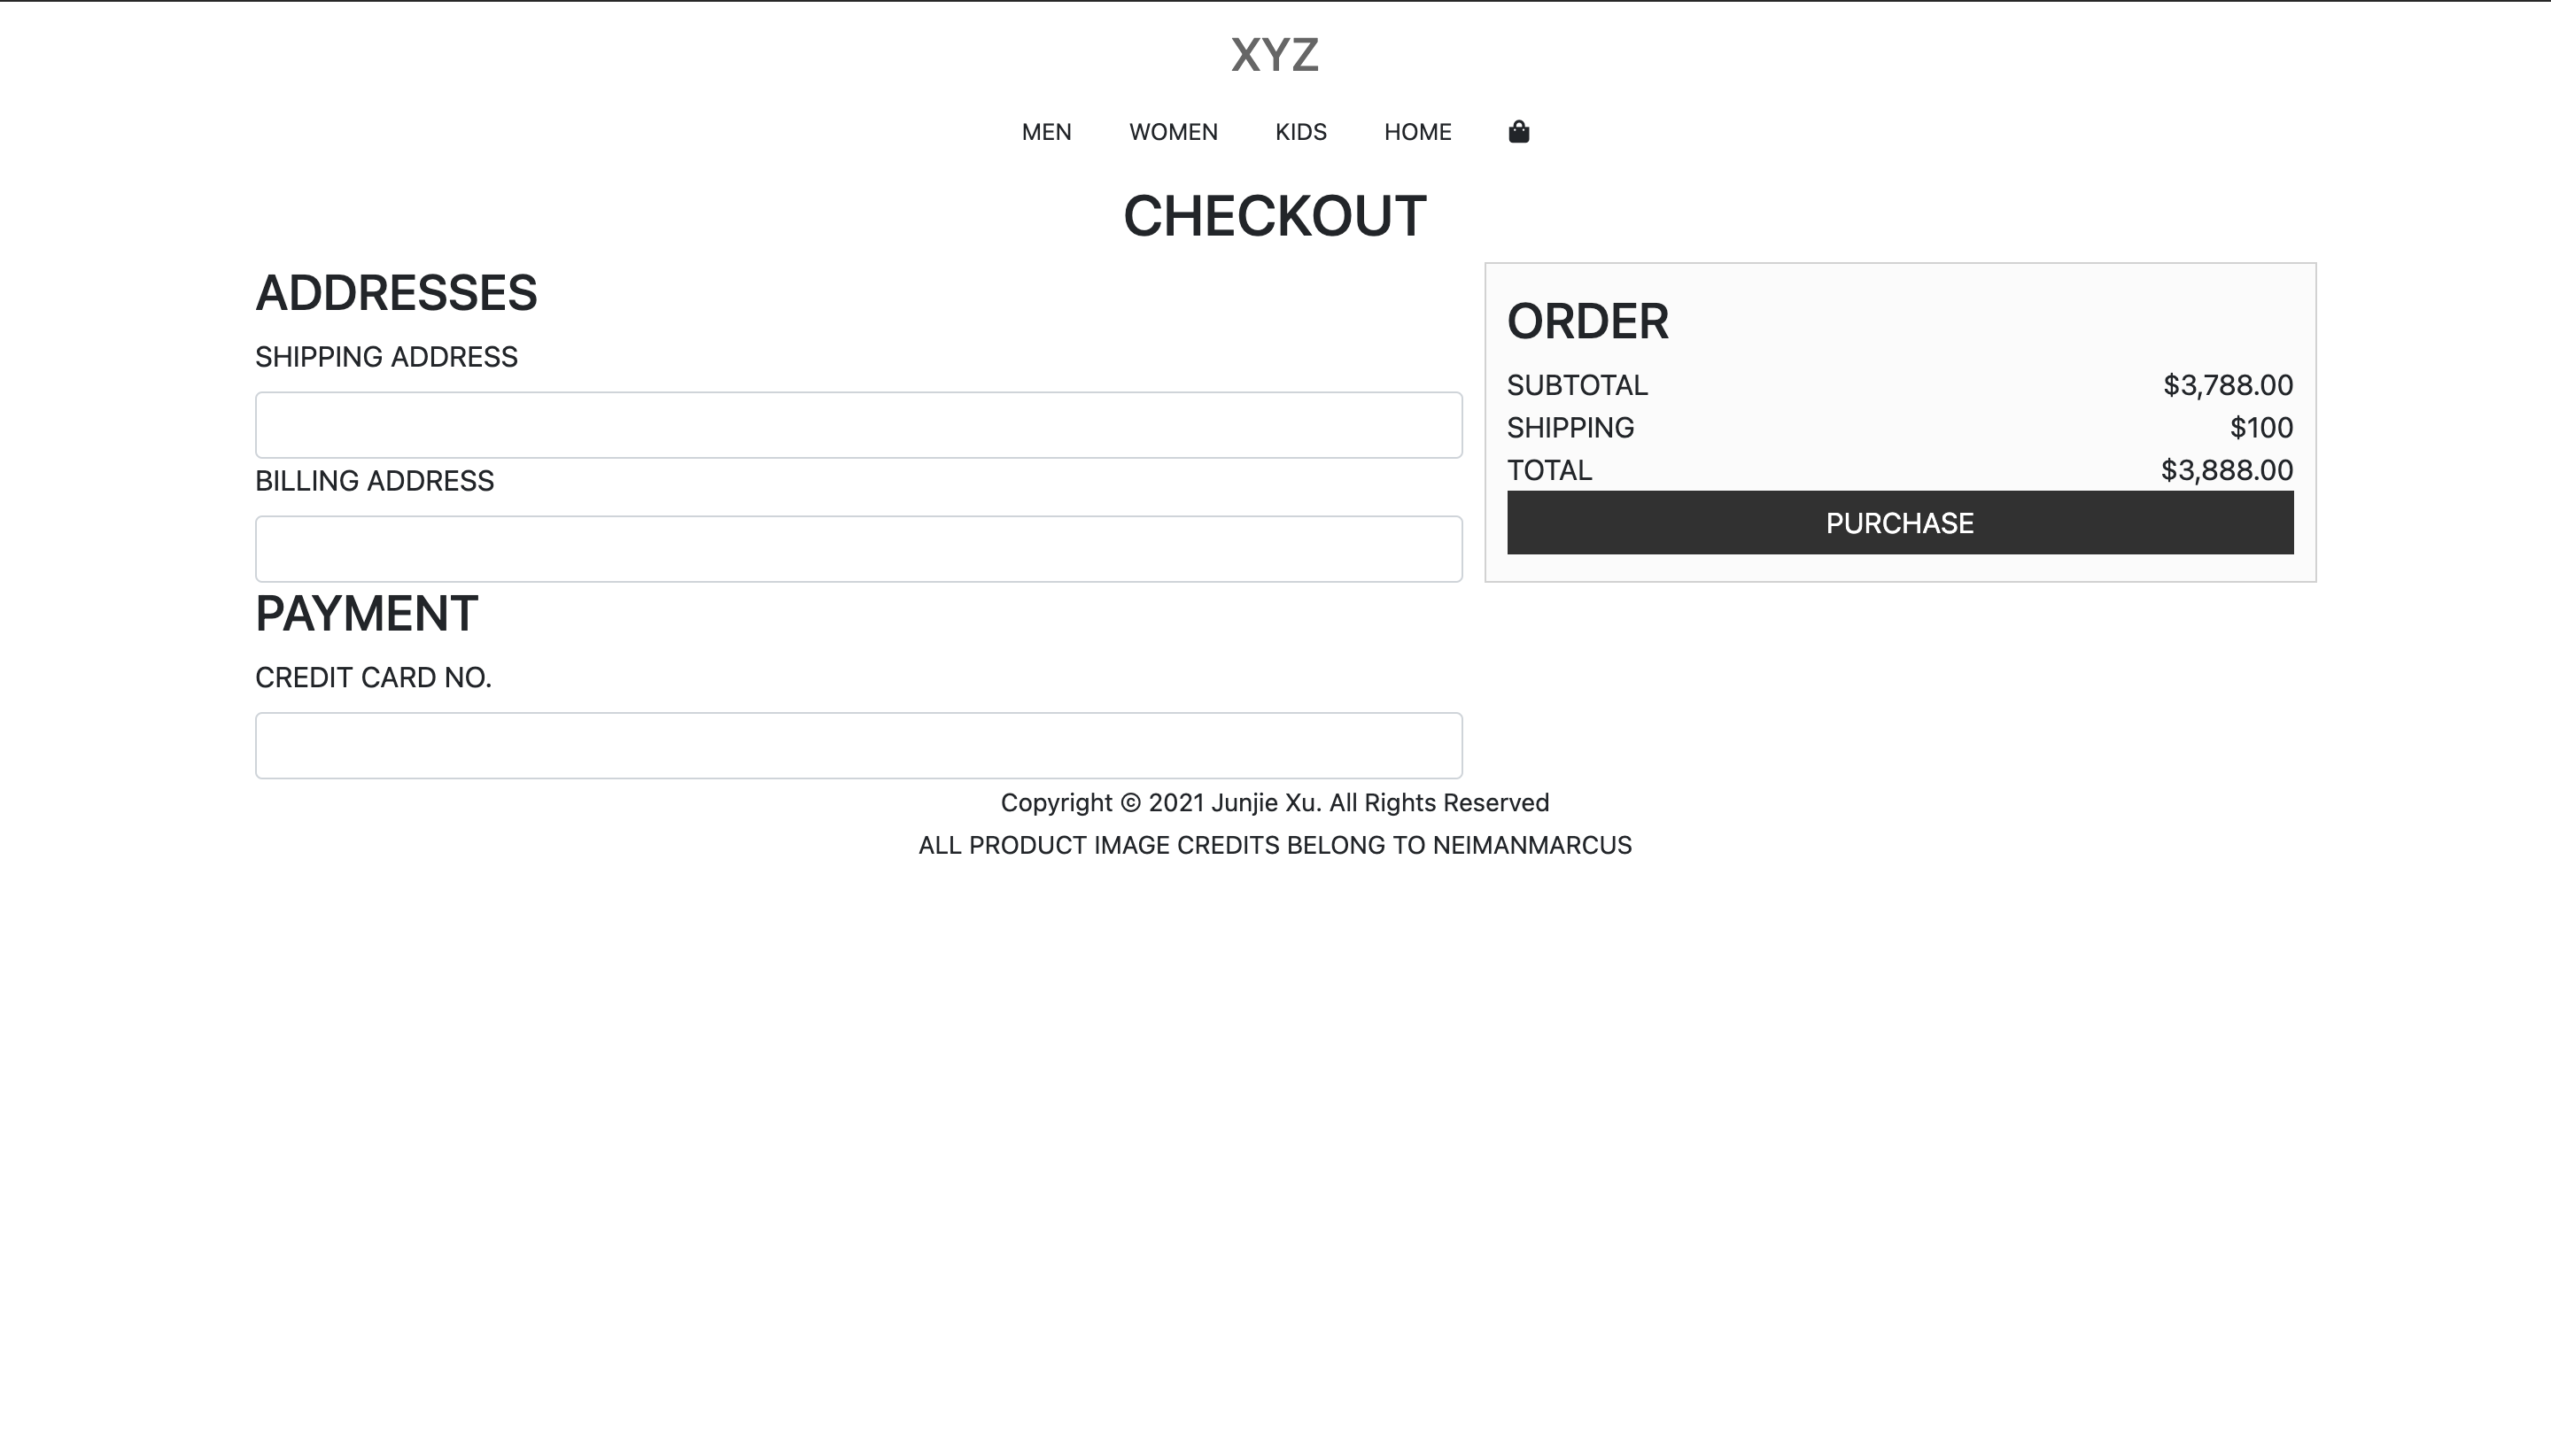 XYZ
MEN WOMEN KIDS HOME
CHECKOUT
ADDRESSES
SHIPPING ADDRESS
BILLING ADDRESS
PAYMENT
CREDIT CARD NO.
ORDER
SUBTOTAL $3,788.00
SHIPPING $100
TOTAL $3,888.00
PURCHASE
Copyright © 2021 Junjie Xu. All Rights Reserved
ALL PRODUCT IMAGE CREDITS BELONG TO NEIMANMARCUS